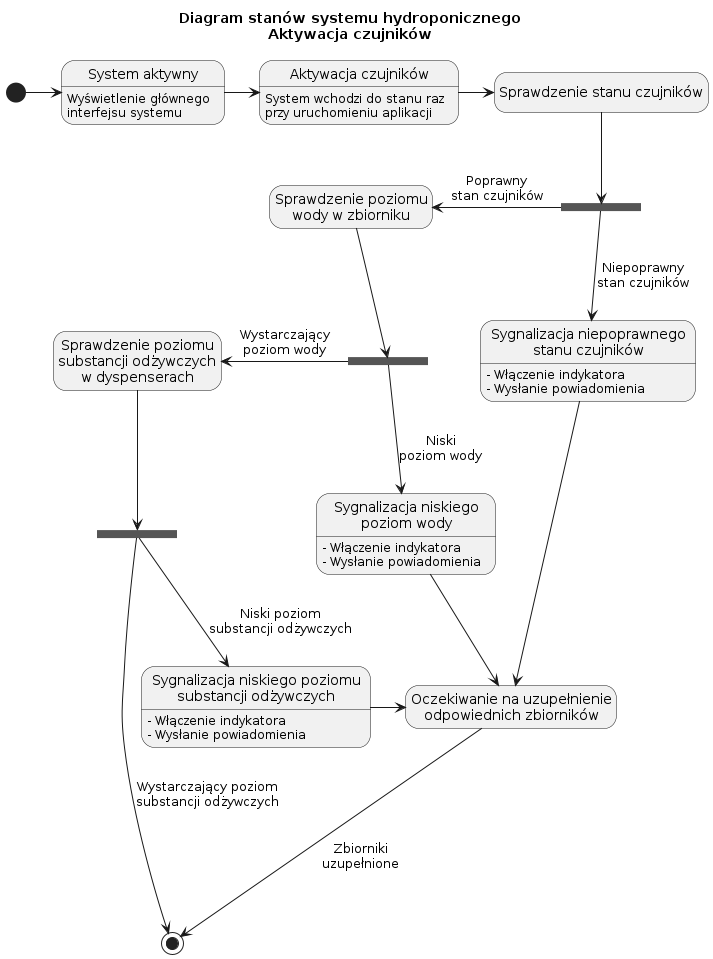 Diagram stanów systemu hydroponicznego
Aktywacja czujników
System aktywny
Wyświetlenie głównego
interfejsu systemu
Aktywacja czujników
System wchodzi do stanu raz
przy uruchomieniu aplikacji
Sprawdzenie stanu czujników
Poprawny
stan czujników
Sprawdzenie poziomu
wody w zbiorniku
Niepoprawny
stan czujników
Wystarczający
poziom wody
Sprawdzenie poziomu
substancji odżywczych
w dyspenserach
Sygnalizacja niepoprawnego
stanu czujników
- Włączenie indykatora
- Wysłanie powiadomienia
Niski
poziom wody
Sygnalizacja niskiego
poziom wody
- Włączenie indykatora
- Wysłanie powiadomienia
Niski poziom
substancji odżywczych
Sygnalizacja niskiego poziomu
substancji odżywczych
- Włączenie indykatora
- Wysłanie powiadomienia
Oczekiwanie na uzupełnienie
odpowiednich zbiorników
Wystarczający poziom
substancji odżywczych
Zbiorniki
uzupełnione